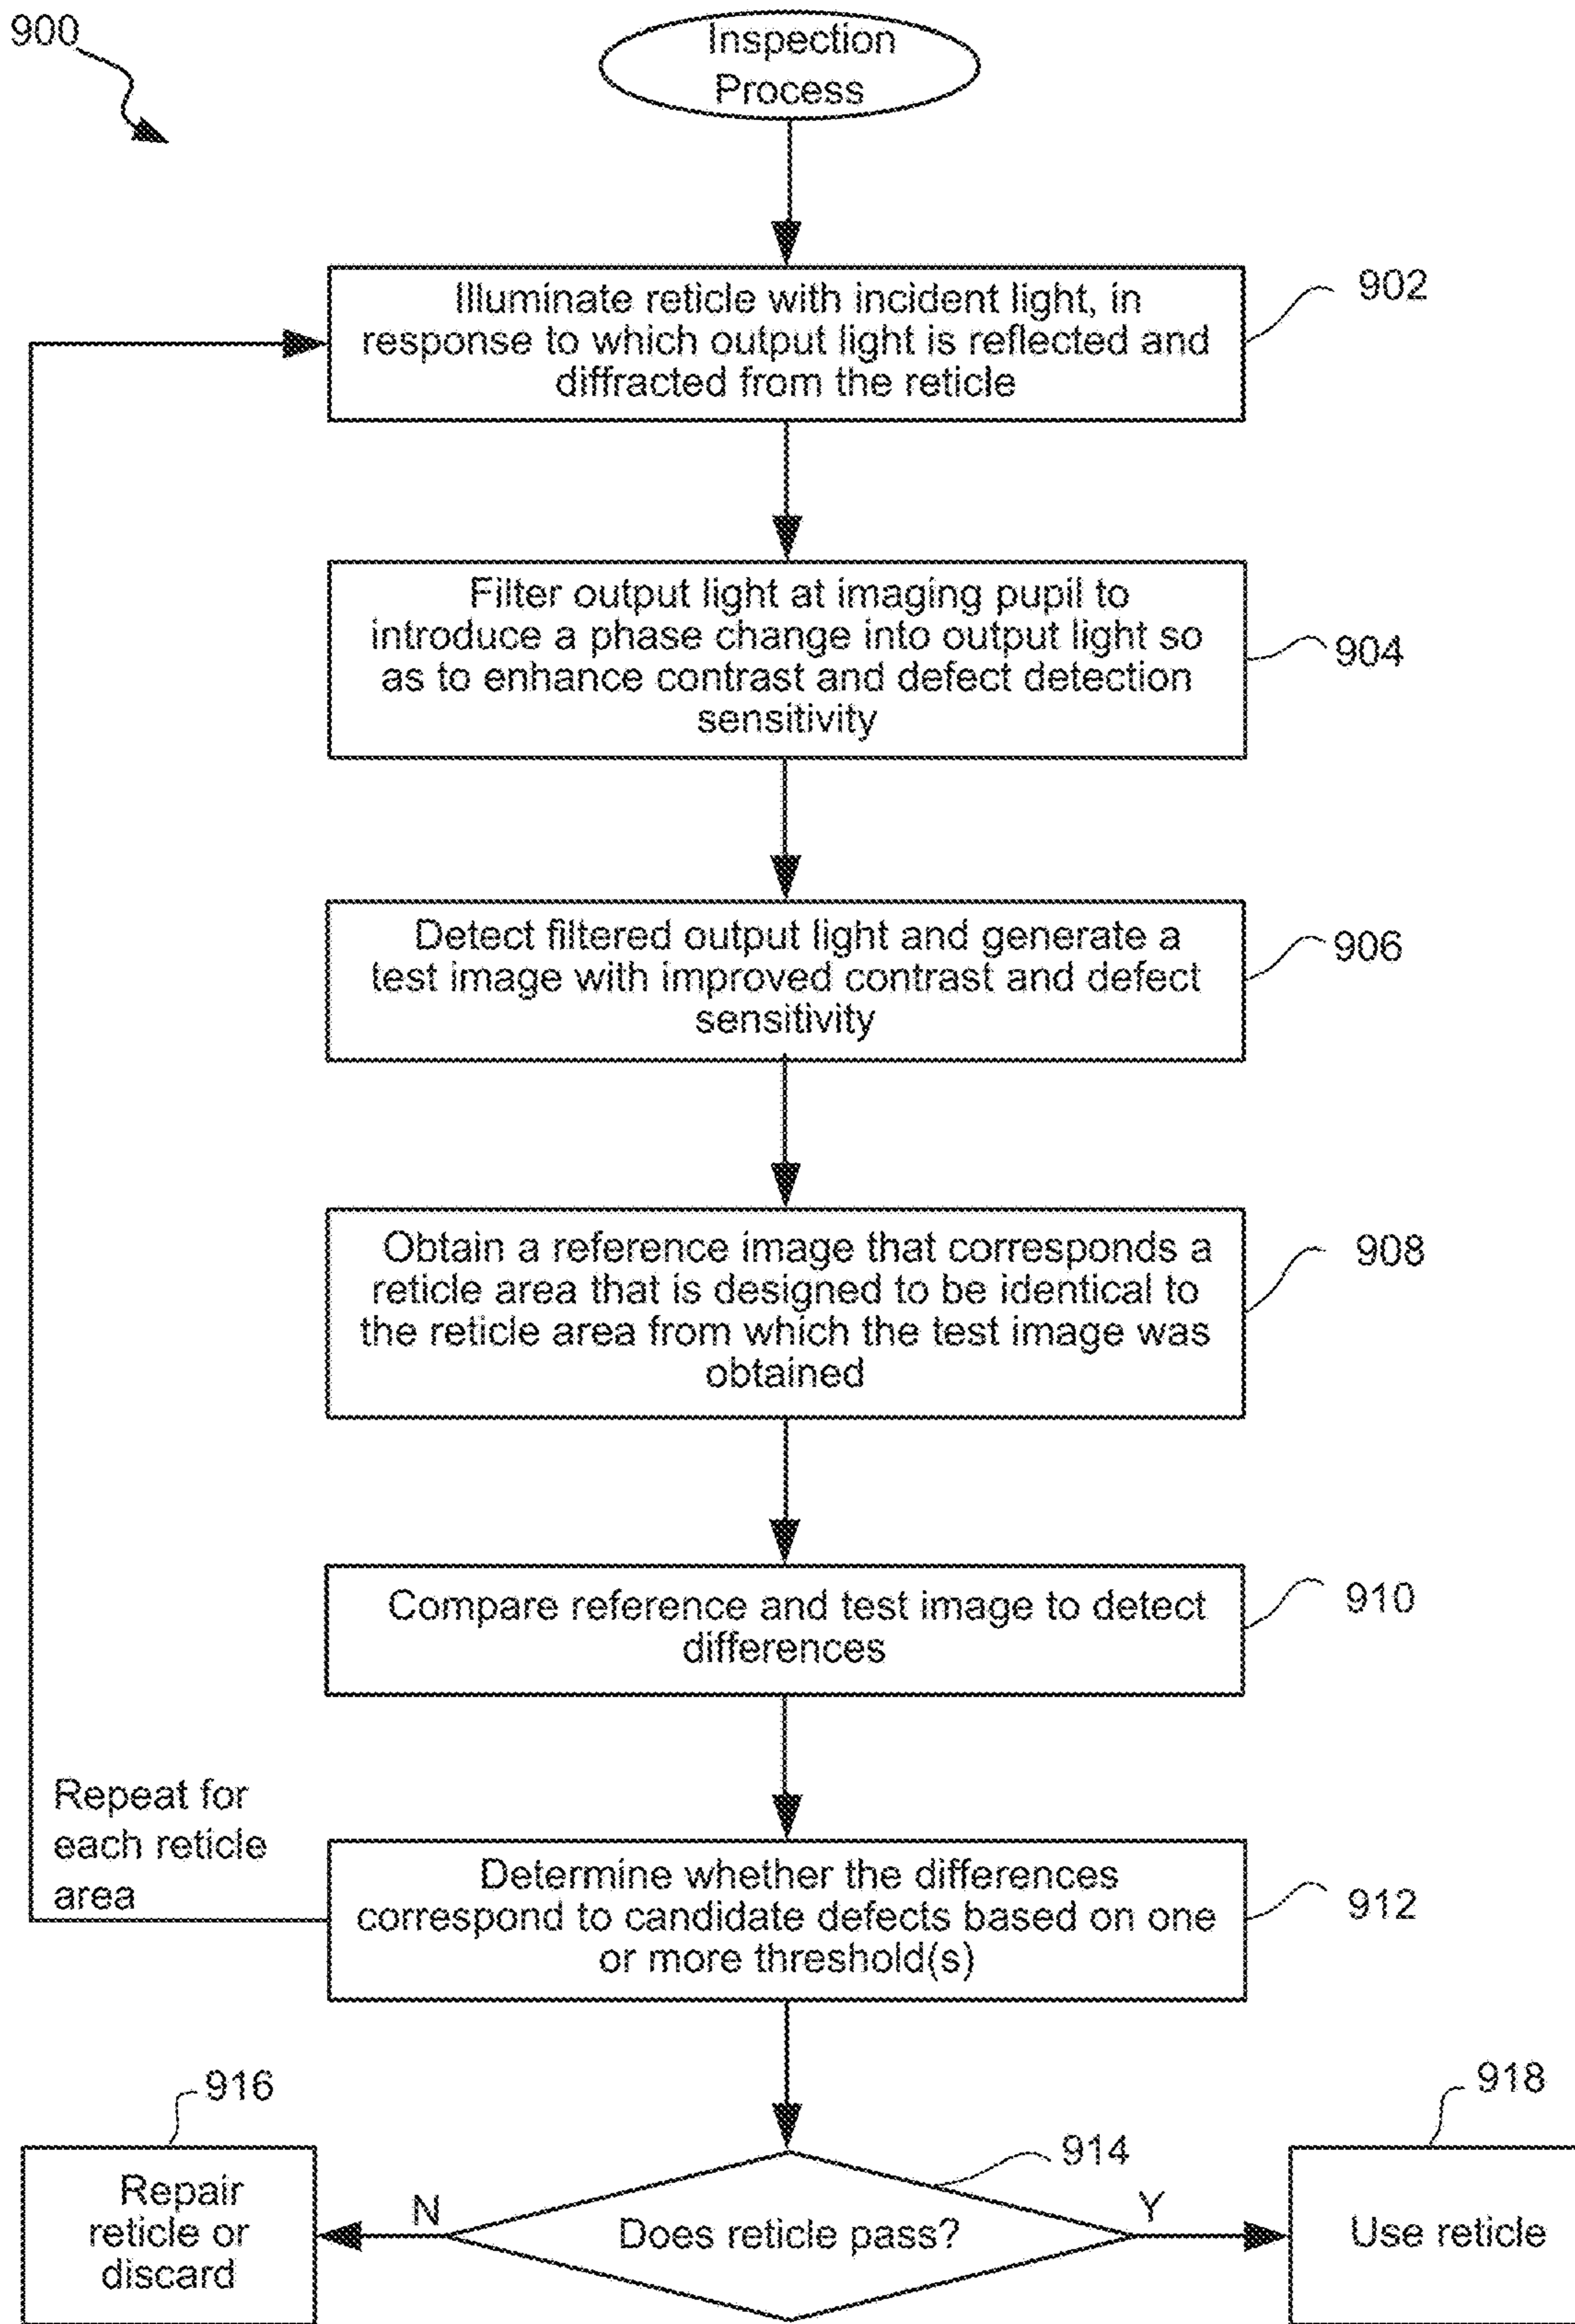 900
Inspection
Process
Illuminate reticle with incident light, in
response to which output light is reflected and
diffracted from the reticle
902
Filter output light at imaging pupil to
introduce a phase change into output light so
as to enhance contrast and defect detection
sensitivity
904
Detect filtered output light and generate a
test image with improved contrast and defect
sensitivity
906
Obtain a reference image that corresponds a
reticle area that is designed to be identical to
the reticle area from which the test image was
obtained
908
Compare reference and test image to detect
differences
910
Repeat for
each reticle
area
Determine whether the differences
correspond to candidate defects based on one
or more threshold(s)
912
916
Repair
reticle or
discard
N
Does reticle pass?
914
Y
918
Use reticle